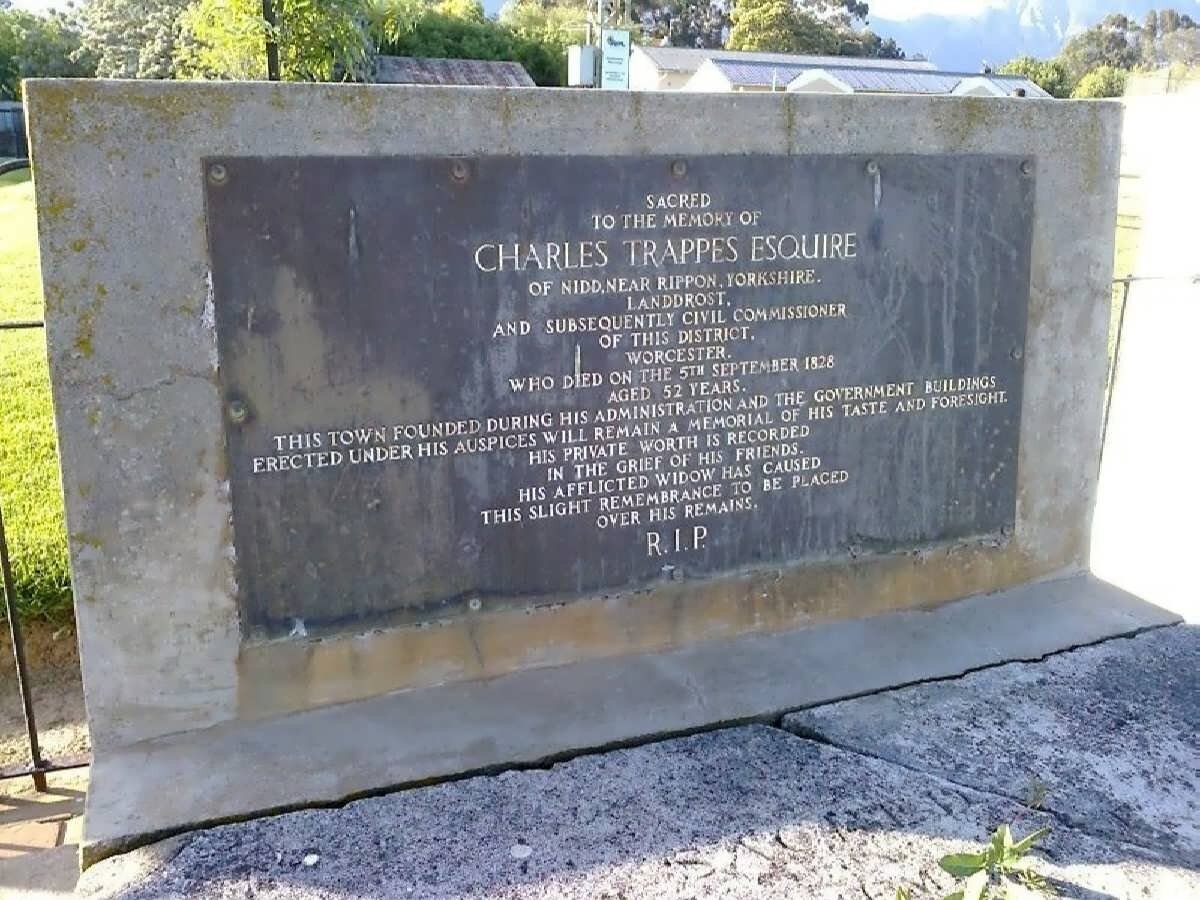 SACRED
TO THE MEMORY OF
CHARLES TRAPPES ESQUIRE
OF NIDD, NEAR RIPPON, YORKSHIRE.
LANDDROST,
AND SUBSEQUENTLY CIVIL COMMISSIONER
OF THIS DISTRICT,
WORCESTER.
WHO DIED ON THE 5TH SEPTEMBER 1828
AGED 52 YEARS.
THIS TOWN FOUNDED DURING HIS ADMINISTRATION AND THE GOVERNMENT BUILDINGS
ERECTED UNDER HIS AUSPICES WILL REMAIN A MEMORIAL OF HIS TASTE AND FORESIGHT.
HIS PRIVATE WORTH IS RECORDED
IN THE GRIEF OF HIS FRIENDS.
HIS AFFLICTED WIDOW HAS CAUSED
THIS SLIGHT REMEMBRANCE TO BE PLACED
OVER HIS REMAINS.
R.I.P.